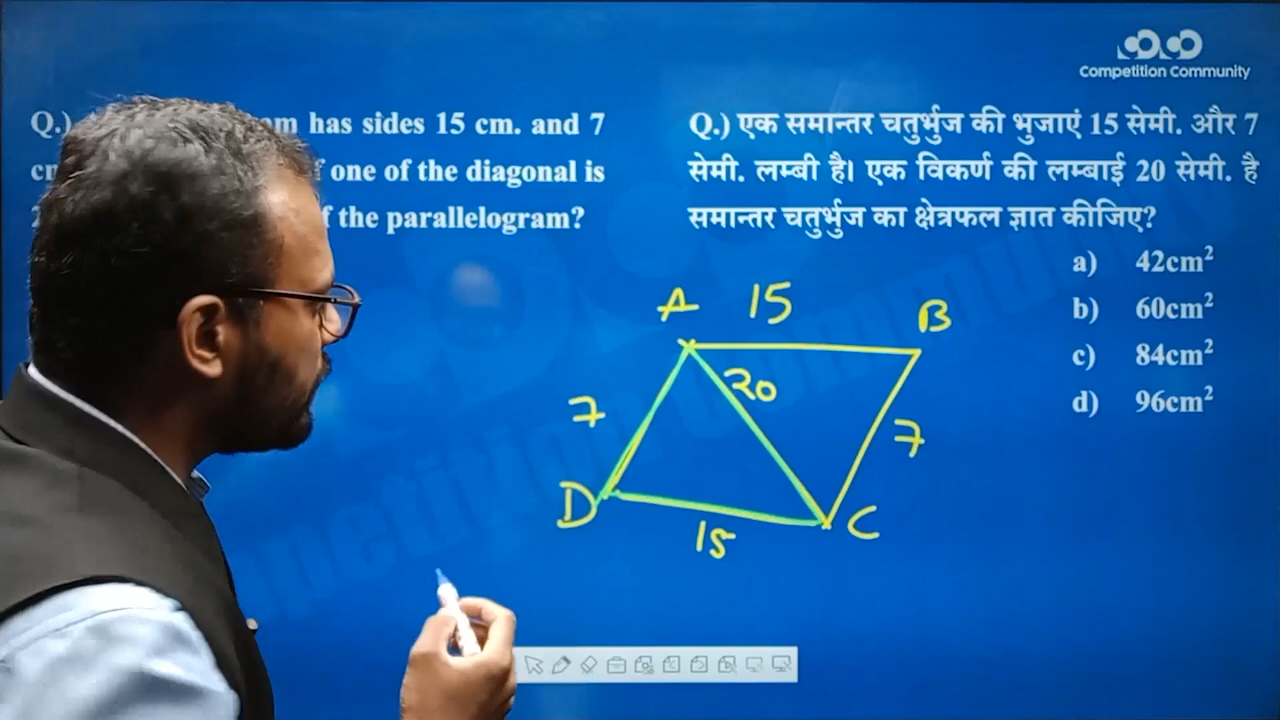 Competition Community
Q.) has sides 15 cm. and 7
one of the diagonal is
the parallelogram?
Q.) एक समान्तर चतुर्भुज की भुजाएं 15 सेमी. और 7
सेमी. लम्बी है। एक विकर्ण की लम्बाई 20 सेमी. है
समान्तर चतुर्भुज का क्षेत्रफल ज्ञात कीजिए?
a) 42cm²
b) 60cm²
c) 84cm²
d) 96cm²
A 15 B
20
7
7
D 15 C